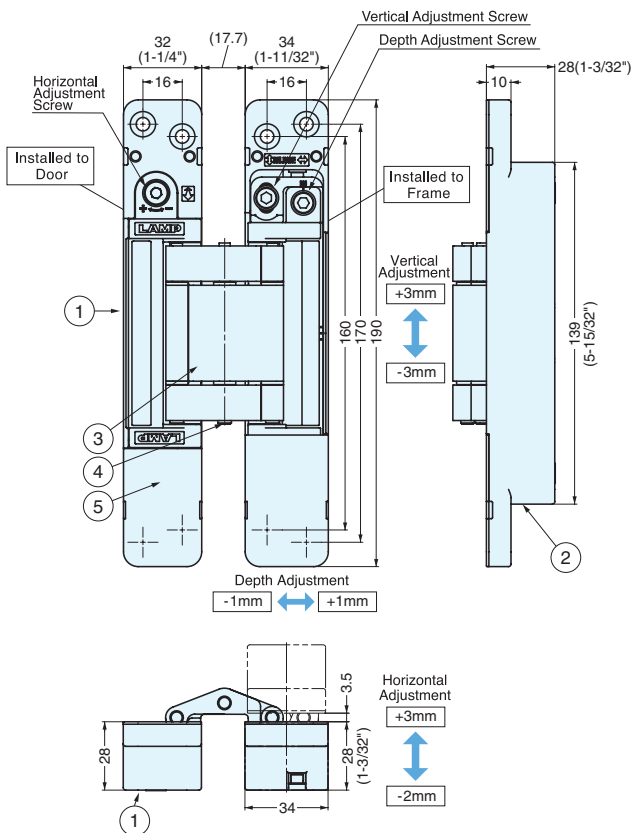 Vertical Adjustment Screw
Depth Adjustment Screw
32
(1-1/4")
(17.7)
34
(1-11/32")
28(1-3/32")
16
16
10
Horizontal
Adjustment
Screw
Installed to
Door
Installed to
Frame
LAMP
1
Vertical
Adjustment
+3mm
-3mm
160
170
190
139
(5-15/32")
3
LAMP
4
5
2
Depth Adjustment
-1mm
+1mm
3.5
Horizontal
Adjustment
+3mm
-2mm
28
28
(1-3/32")
34
1